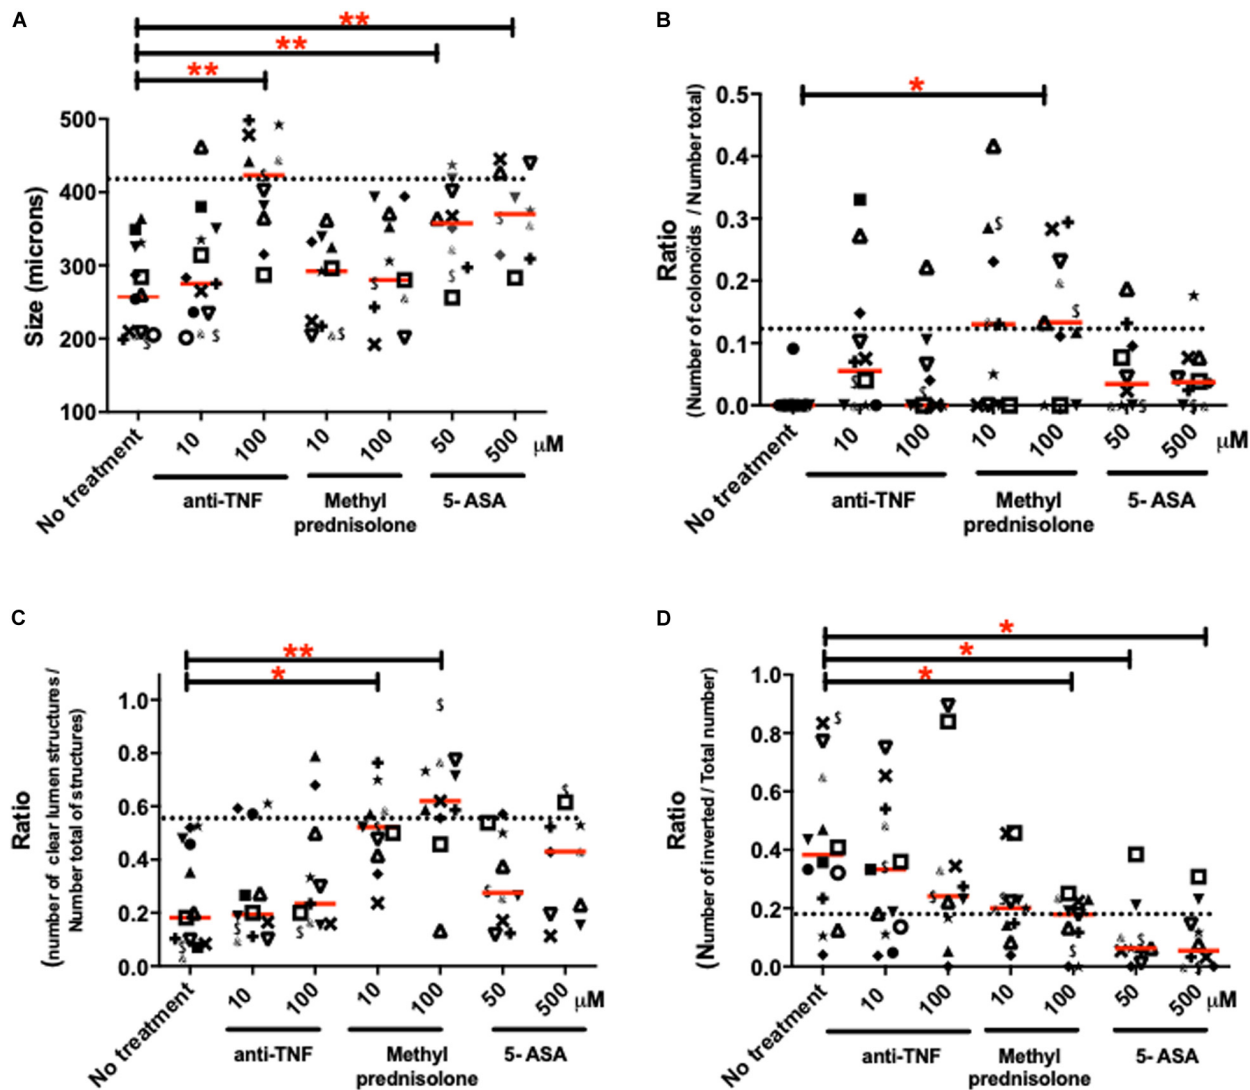 A
**
**
**
Size (microns)
500
400
300
200
100
No treatment
10
100
10
100
50
500
μM
anti-TNF
Methyl
prednisolone
5- ASA
B
*
Ratio
(Number of colonoïds / Number total)
0.5
0.4
0.3
0.2
0.1
0.0
No treatment
10
100
10
100
50
500
μM
anti-TNF
Methyl
prednisolone
5- ASA
C
**
*
Ratio
(number of clear lumen structures /
Number total of structures)
1.0
0.8
0.6
0.4
0.2
0.0
No treatment
10
100
10
100
50
500
μM
anti-TNF
Methyl
prednisolone
5- ASA
D
*
*
*
Ratio
(Number of inverted / Total number)
1.0
0.8
0.6
0.4
0.2
0.0
No treatment
10
100
10
100
50
500
μM
anti-TNF
Methyl
prednisolone
5- ASA